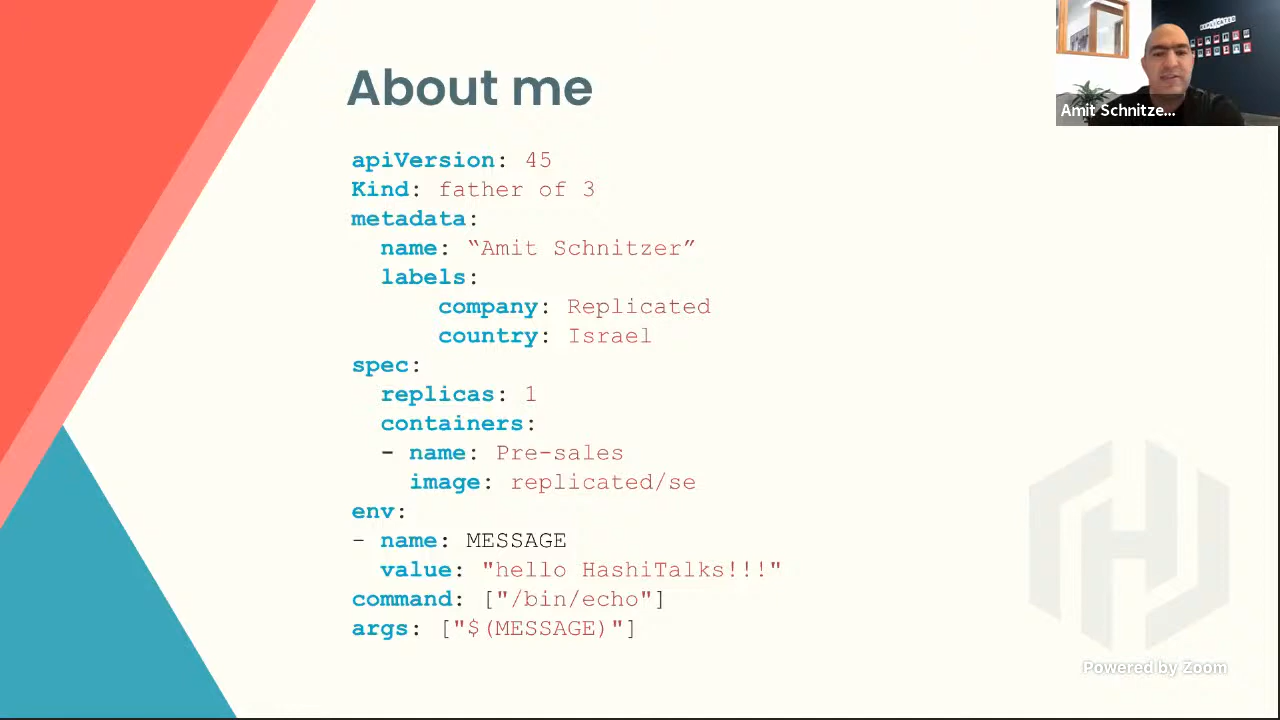 About me
apiVersion: 45
Kind: father of 3
metadata:
  name: “Amit Schnitzer”
  labels:
      company: Replicated
      country: Israel
spec:
  replicas: 1
  containers:
  - name: Pre-sales
    image: replicated/se
env:
- name: MESSAGE
  value: "hello HashiTalks!!!"
command: ["/bin/echo"]
args: ["$(MESSAGE)"]
REPLICATED
Amit Schnitze...
Powered by Zoom